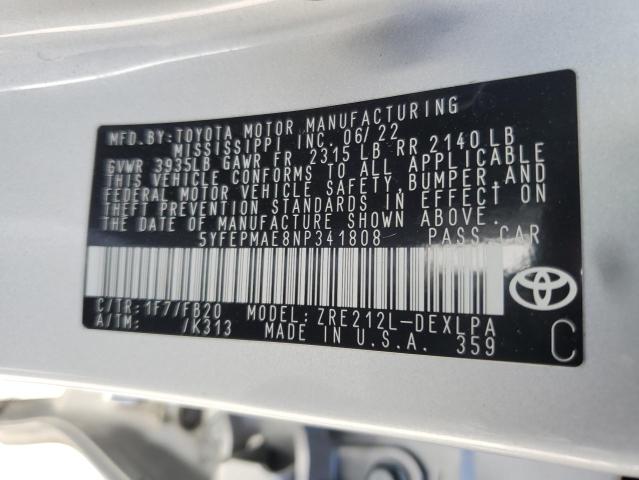 MFD.BY:TOYOTA MOTOR MANUFACTURING
MISSISSIPPI INC. 06/22
GVWR 3935LB GAWR FR 2315 LB RR 2140 LB
THIS VEHICLE CONFORMS TO ALL APPLICABLE
FEDERAL MOTOR VEHICLE SAFETY,BUMPER,AND
THEFT PREVENTION STANDARDS IN EFFECT ON
THE DATE OF MANUFACTURE SHOWN ABOVE.
5YFEPMAE8NP341808 PASS.CAR
C/TR:1F7/FB20 MODEL:ZRE212L-DEXLPA
A/TM: /K313 MADE IN U.S.A. 359 C